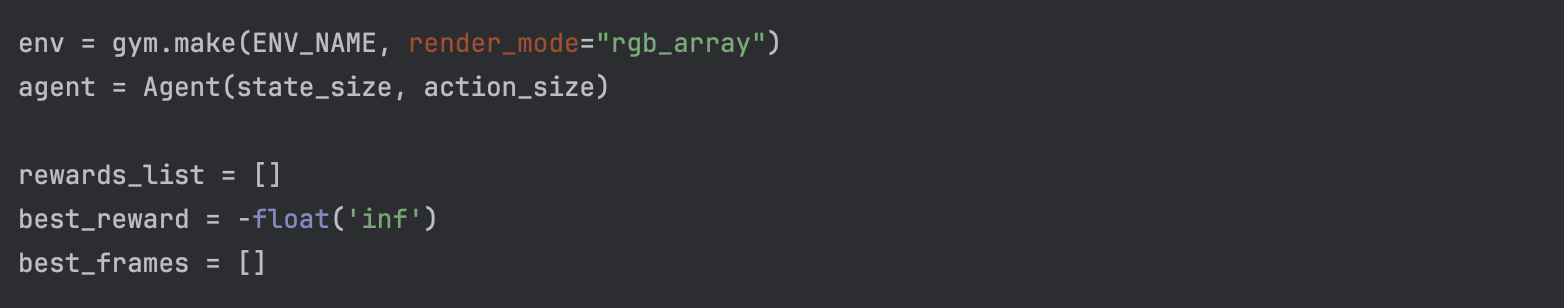 env = gym.make(ENV_NAME, render_mode="rgb_array")
agent = Agent(state_size, action_size)
rewards_list = []
best_reward = -float('inf')
best_frames = []